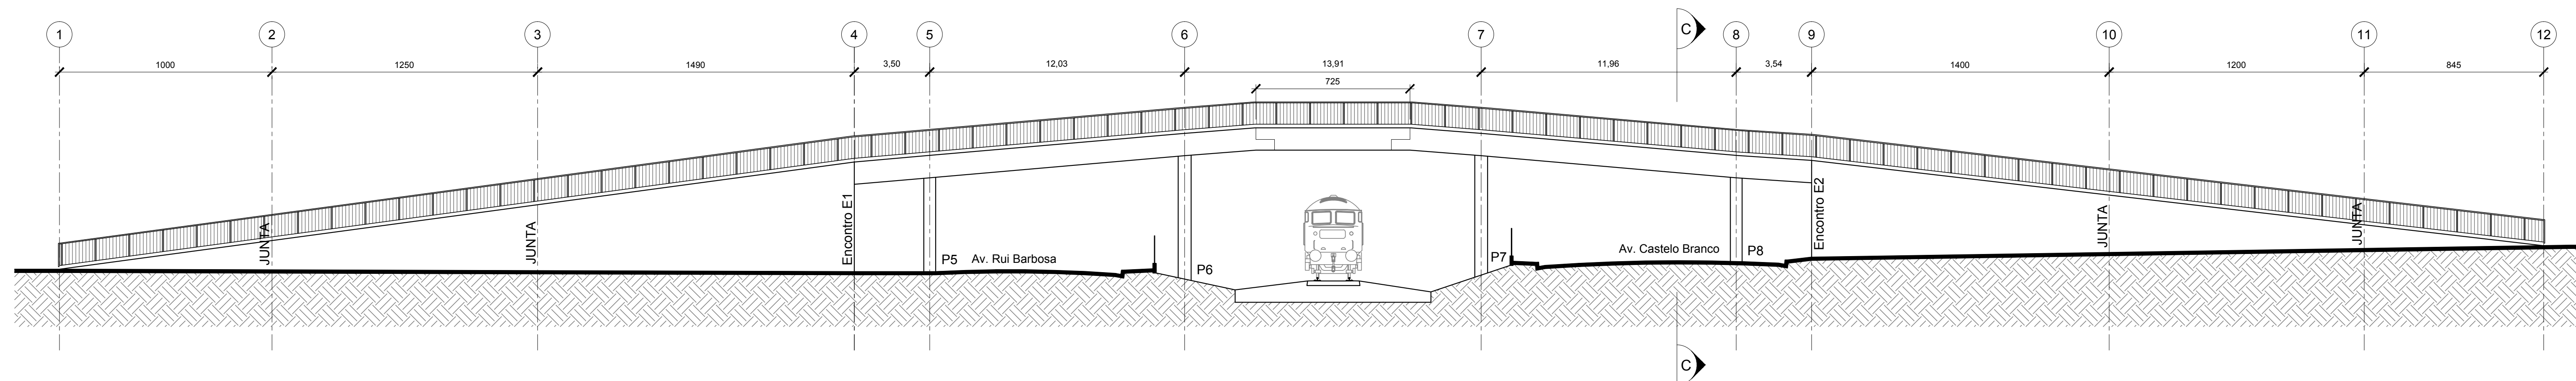 1 2 3 4 5 6 7 C 8 9 10 11 12
1000 1250 1490 3,50 12,03 13,91 11,96 3,54 1400 1200 845
725
JUNTA
JUNTA
Encontro E1
P5
Av. Rui Barbosa
P6
P7
Av. Castelo Branco
P8
Encontro E2
JUNTA
JUNTA
C